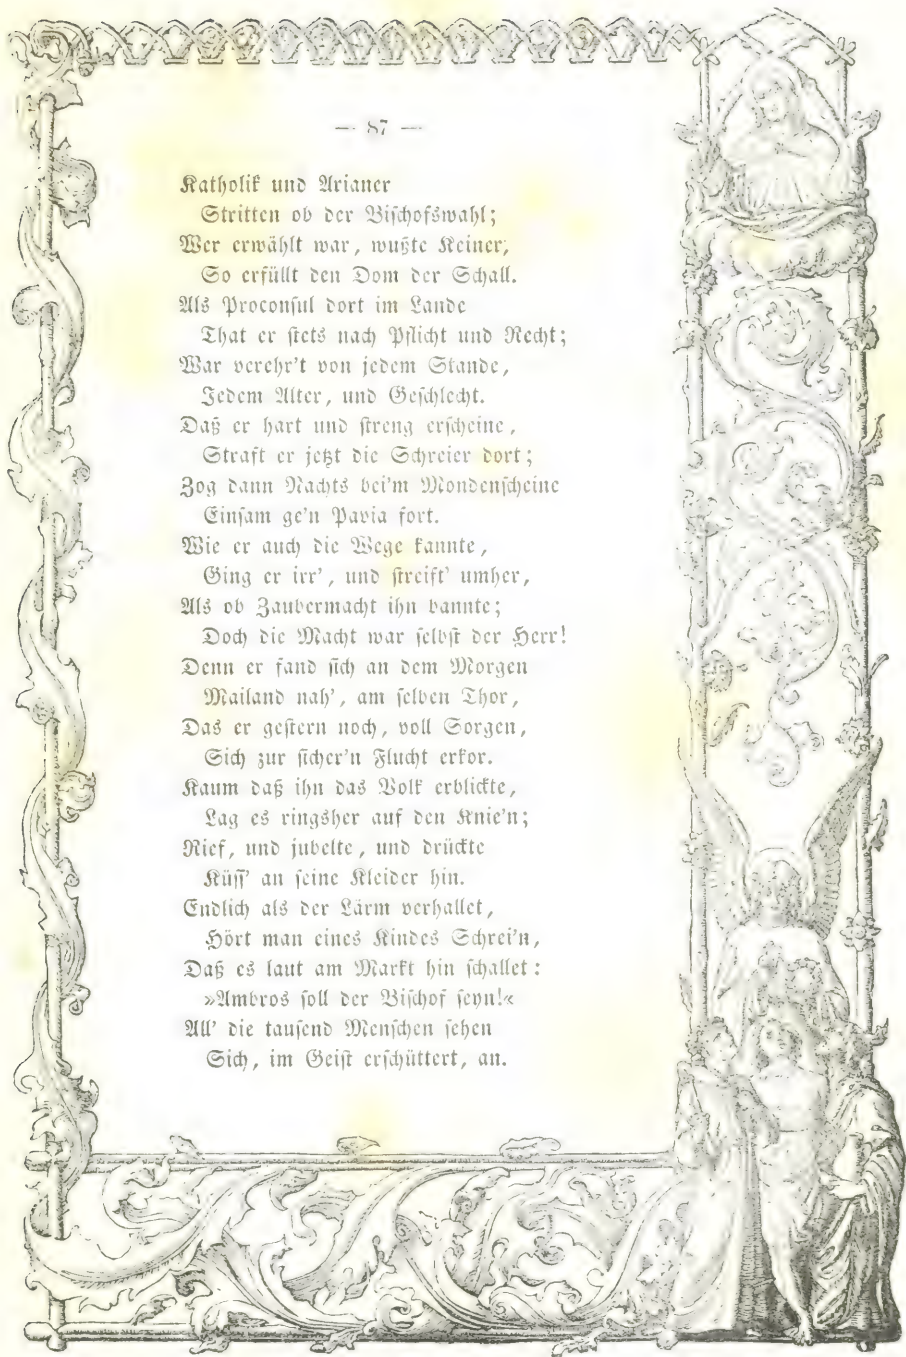 — 87 —
Katholik und Arianer
Stritten ob der Bischofswahl;
Wer erwählt war, wußte Keiner,
So erfüllt den Dom der Schall.
Als Proconsul dort im Lande
That er stets nach Pflicht und Recht;
War verehr't von jedem Stande,
Jedem Alter, und Geschlecht.
Daß er hart und streng erscheine,
Straft er jetzt die Schreier dort;
Zog dann Nachts bei'm Mondenscheine
Einsam ge'n Pavia fort.
Wie er auch die Wege kannte,
Ging er irr', und streift' umher,
Als ob Zaubermacht ihn bannte;
Doch die Macht war selbst der Herr!
Denn er fand sich an dem Morgen
Mailand nah', am selben Thor,
Das er gestern noch, voll Sorgen,
Sich zur sicher'n Flucht erkor.
Kaum daß ihn das Volk erblickte,
Lag es ringsher auf den Knie'n;
Rief, und jubelte, und drückte
Küss' an seine Kleider hin.
Endlich als der Lärm verhallet,
Hört man eines Kindes Schrei'n,
Daß es laut am Markt hin schallet:
»Ambros soll der Bischof seyn!«
All' die tausend Menschen sehen
Sich, im Geist erschüttert, an.